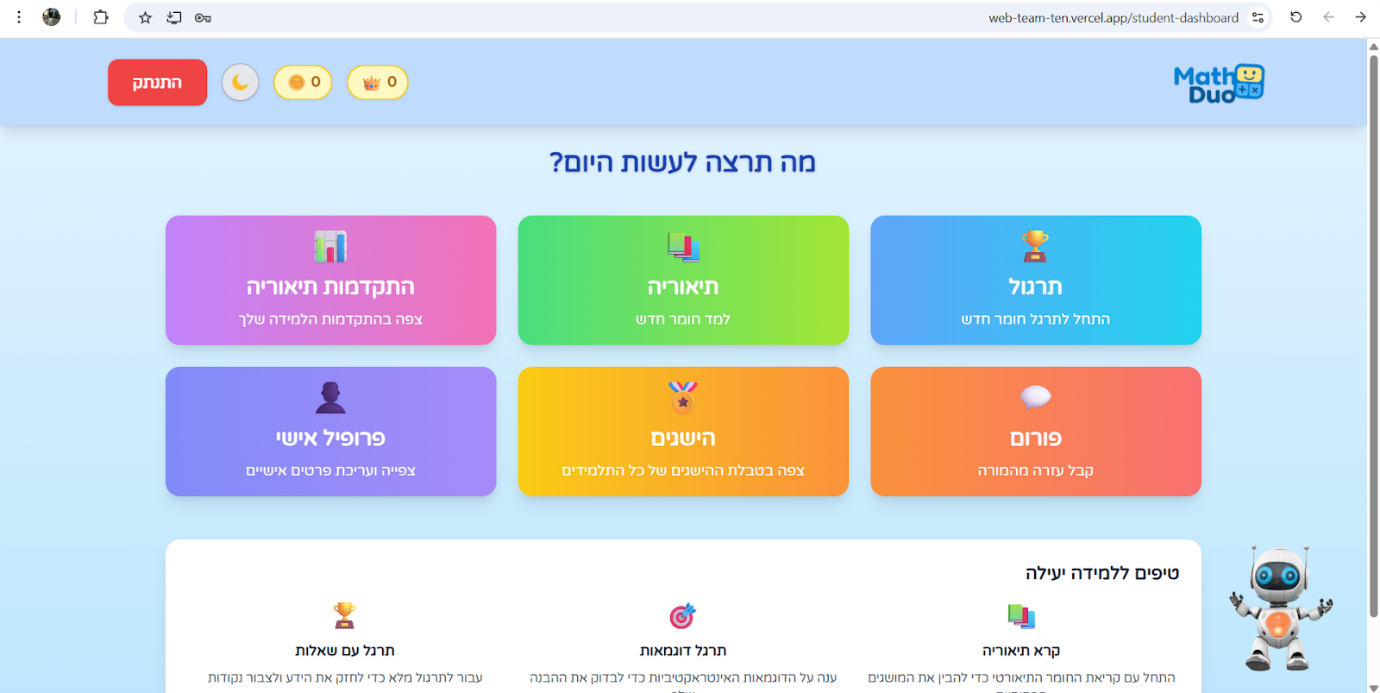 web-team-ten.vercel.app/student-dashboard
Math
Duo
0
0
התנתק
מה תרצה לעשות היום?
תרגול
התחל לתרגל חומר חדש
תיאוריה
למד חומר חדש
התקדמות תיאוריה
צפה בהתקדמות הלמידה שלך
פורום
קבל עזרה מהמורה
הישגים
צפה בטבלת ההישגים של כל התלמידים
פרופיל אישי
צפייה ועריכת פרטים אישיים
טיפים ללמידה יעילה
קרא תיאוריה
התחל עם קריאת החומר התיאורטי כדי להבין את המושגים
תרגל דוגמאות
ענה על הדוגמאות האינטראקטיביות כדי לבדוק את ההבנה
תרגל עם שאלות
עבור לתרגול מלא כדי לחזק את הידע ולצבור נקודות